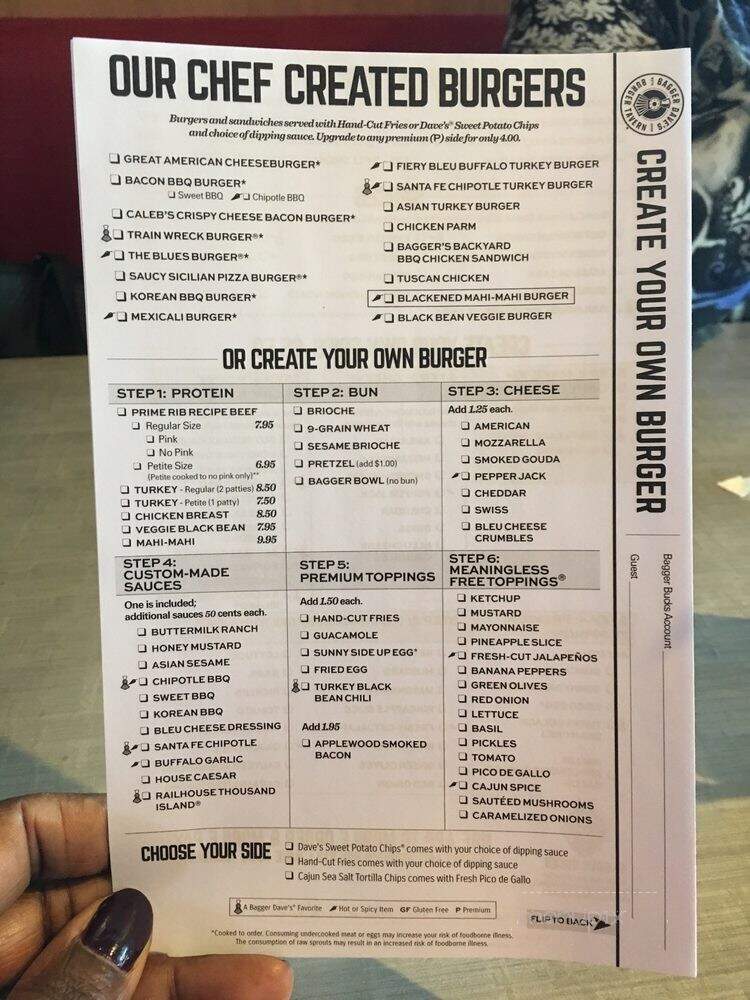 OUR CHEF CREATED BURGERS
Burgers and sandwiches served with Hand-Cut Fries or Dave's® Sweet Potato Chips
and choice of dipping sauce. Upgrade to any premium (P) side for only 4.00.
GREAT AMERICAN CHEESEBURGER*
BACON BBQ BURGER*
Sweet BBQ Chipotle BBQ
CALEB'S CRISPY CHEESE BACON BURGER*
TRAIN WRECK BURGER®*
THE BLUES BURGER®*
SAUCY SICILIAN PIZZA BURGER®*
KOREAN BBQ BURGER*
MEXICALI BURGER*
FIERY BLEU BUFFALO TURKEY BURGER
SANTA FE CHIPOTLE TURKEY BURGER
ASIAN TURKEY BURGER
CHICKEN PARM
BAGGER'S BACKYARD
BBQ CHICKEN SANDWICH
TUSCAN CHICKEN
BLACKENED MAHI-MAHI BURGER
BLACK BEAN VEGGIE BURGER
OR CREATE YOUR OWN BURGER
STEP 1: PROTEIN
PRIME RIB RECIPE BEEF
Regular Size 7.95
Pink
No Pink
Petite Size 6.95
(Petite cooked to no pink only)**
TURKEY - Regular (2 patties) 8.50
TURKEY - Petite (1 patty) 7.50
CHICKEN BREAST 8.50
VEGGIE BLACK BEAN 7.95
MAHI-MAHI 9.95
STEP 2: BUN
BRIOCHE
9-GRAIN WHEAT
SESAME BRIOCHE
PRETZEL (add $1.00)
BAGGER BOWL (no bun)
STEP 3: CHEESE
Add 1.25 each.
AMERICAN
MOZZARELLA
SMOKED GOUDA
PEPPER JACK
CHEDDAR
SWISS
BLEU CHEESE
CRUMBLES
STEP 4:
CUSTOM-MADE
SAUCES
One is included;
additional sauces 50 cents each.
BUTTERMILK RANCH
HONEY MUSTARD
ASIAN SESAME
CHIPOTLE BBQ
SWEET BBQ
KOREAN BBQ
BLEU CHEESE DRESSING
SANTA FE CHIPOTLE
BUFFALO GARLIC
HOUSE CAESAR
RAILHOUSE THOUSAND
ISLAND®
STEP 5:
PREMIUM TOPPINGS
Add 1.50 each.
HAND-CUT FRIES
GUACAMOLE
SUNNY SIDE UP EGG*
FRIED EGG
TURKEY BLACK
BEAN CHILI
Add 1.95
APPLEWOOD SMOKED
BACON
STEP 6:
MEANINGLESS
FREE TOPPINGS®
KETCHUP
MUSTARD
MAYONNAISE
PINEAPPLE SLICE
FRESH-CUT JALAPEÑOS
BANANA PEPPERS
GREEN OLIVES
RED ONION
LETTUCE
BASIL
PICKLES
TOMATO
PICO DE GALLO
CAJUN SPICE
SAUTÉED MUSHROOMS
CARAMELIZED ONIONS
CHOOSE YOUR SIDE
Dave's Sweet Potato Chips® comes with your choice of dipping sauce
Hand-Cut Fries comes with your choice of dipping sauce
Cajun Sea Salt Tortilla Chips comes with Fresh Pico de Gallo
A Bagger Dave's® Favorite Hot or Spicy Item GF Gluten Free P Premium
FLIP TO BACK
*Cooked to order. Consuming undercooked meat or eggs may increase your risk of foodborne illness.
The consumption of raw sprouts may result in an increased risk of foodborne illness.
BAGGER DAVE'S
BURGER TAVERN
CREATE YOUR OWN BURGER
Bagger Bucks Account
Guest